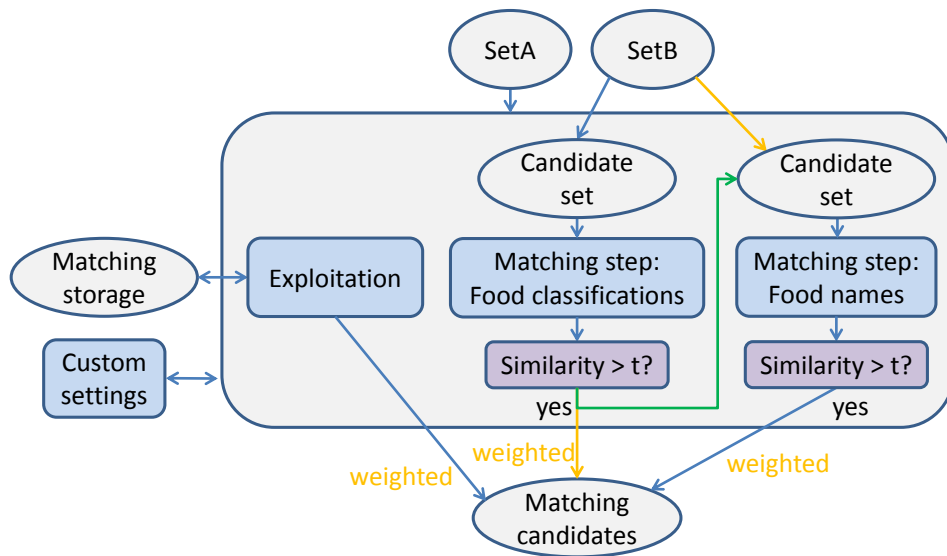 SetA
SetB
Candidate
set
Candidate
set
Matching
storage
Exploitation
Matching step:
Food classifications
Matching step:
Food names
Custom
settings
Similarity > t?
Similarity > t?
yes
yes
weighted
weighted
weighted
Matching
candidates